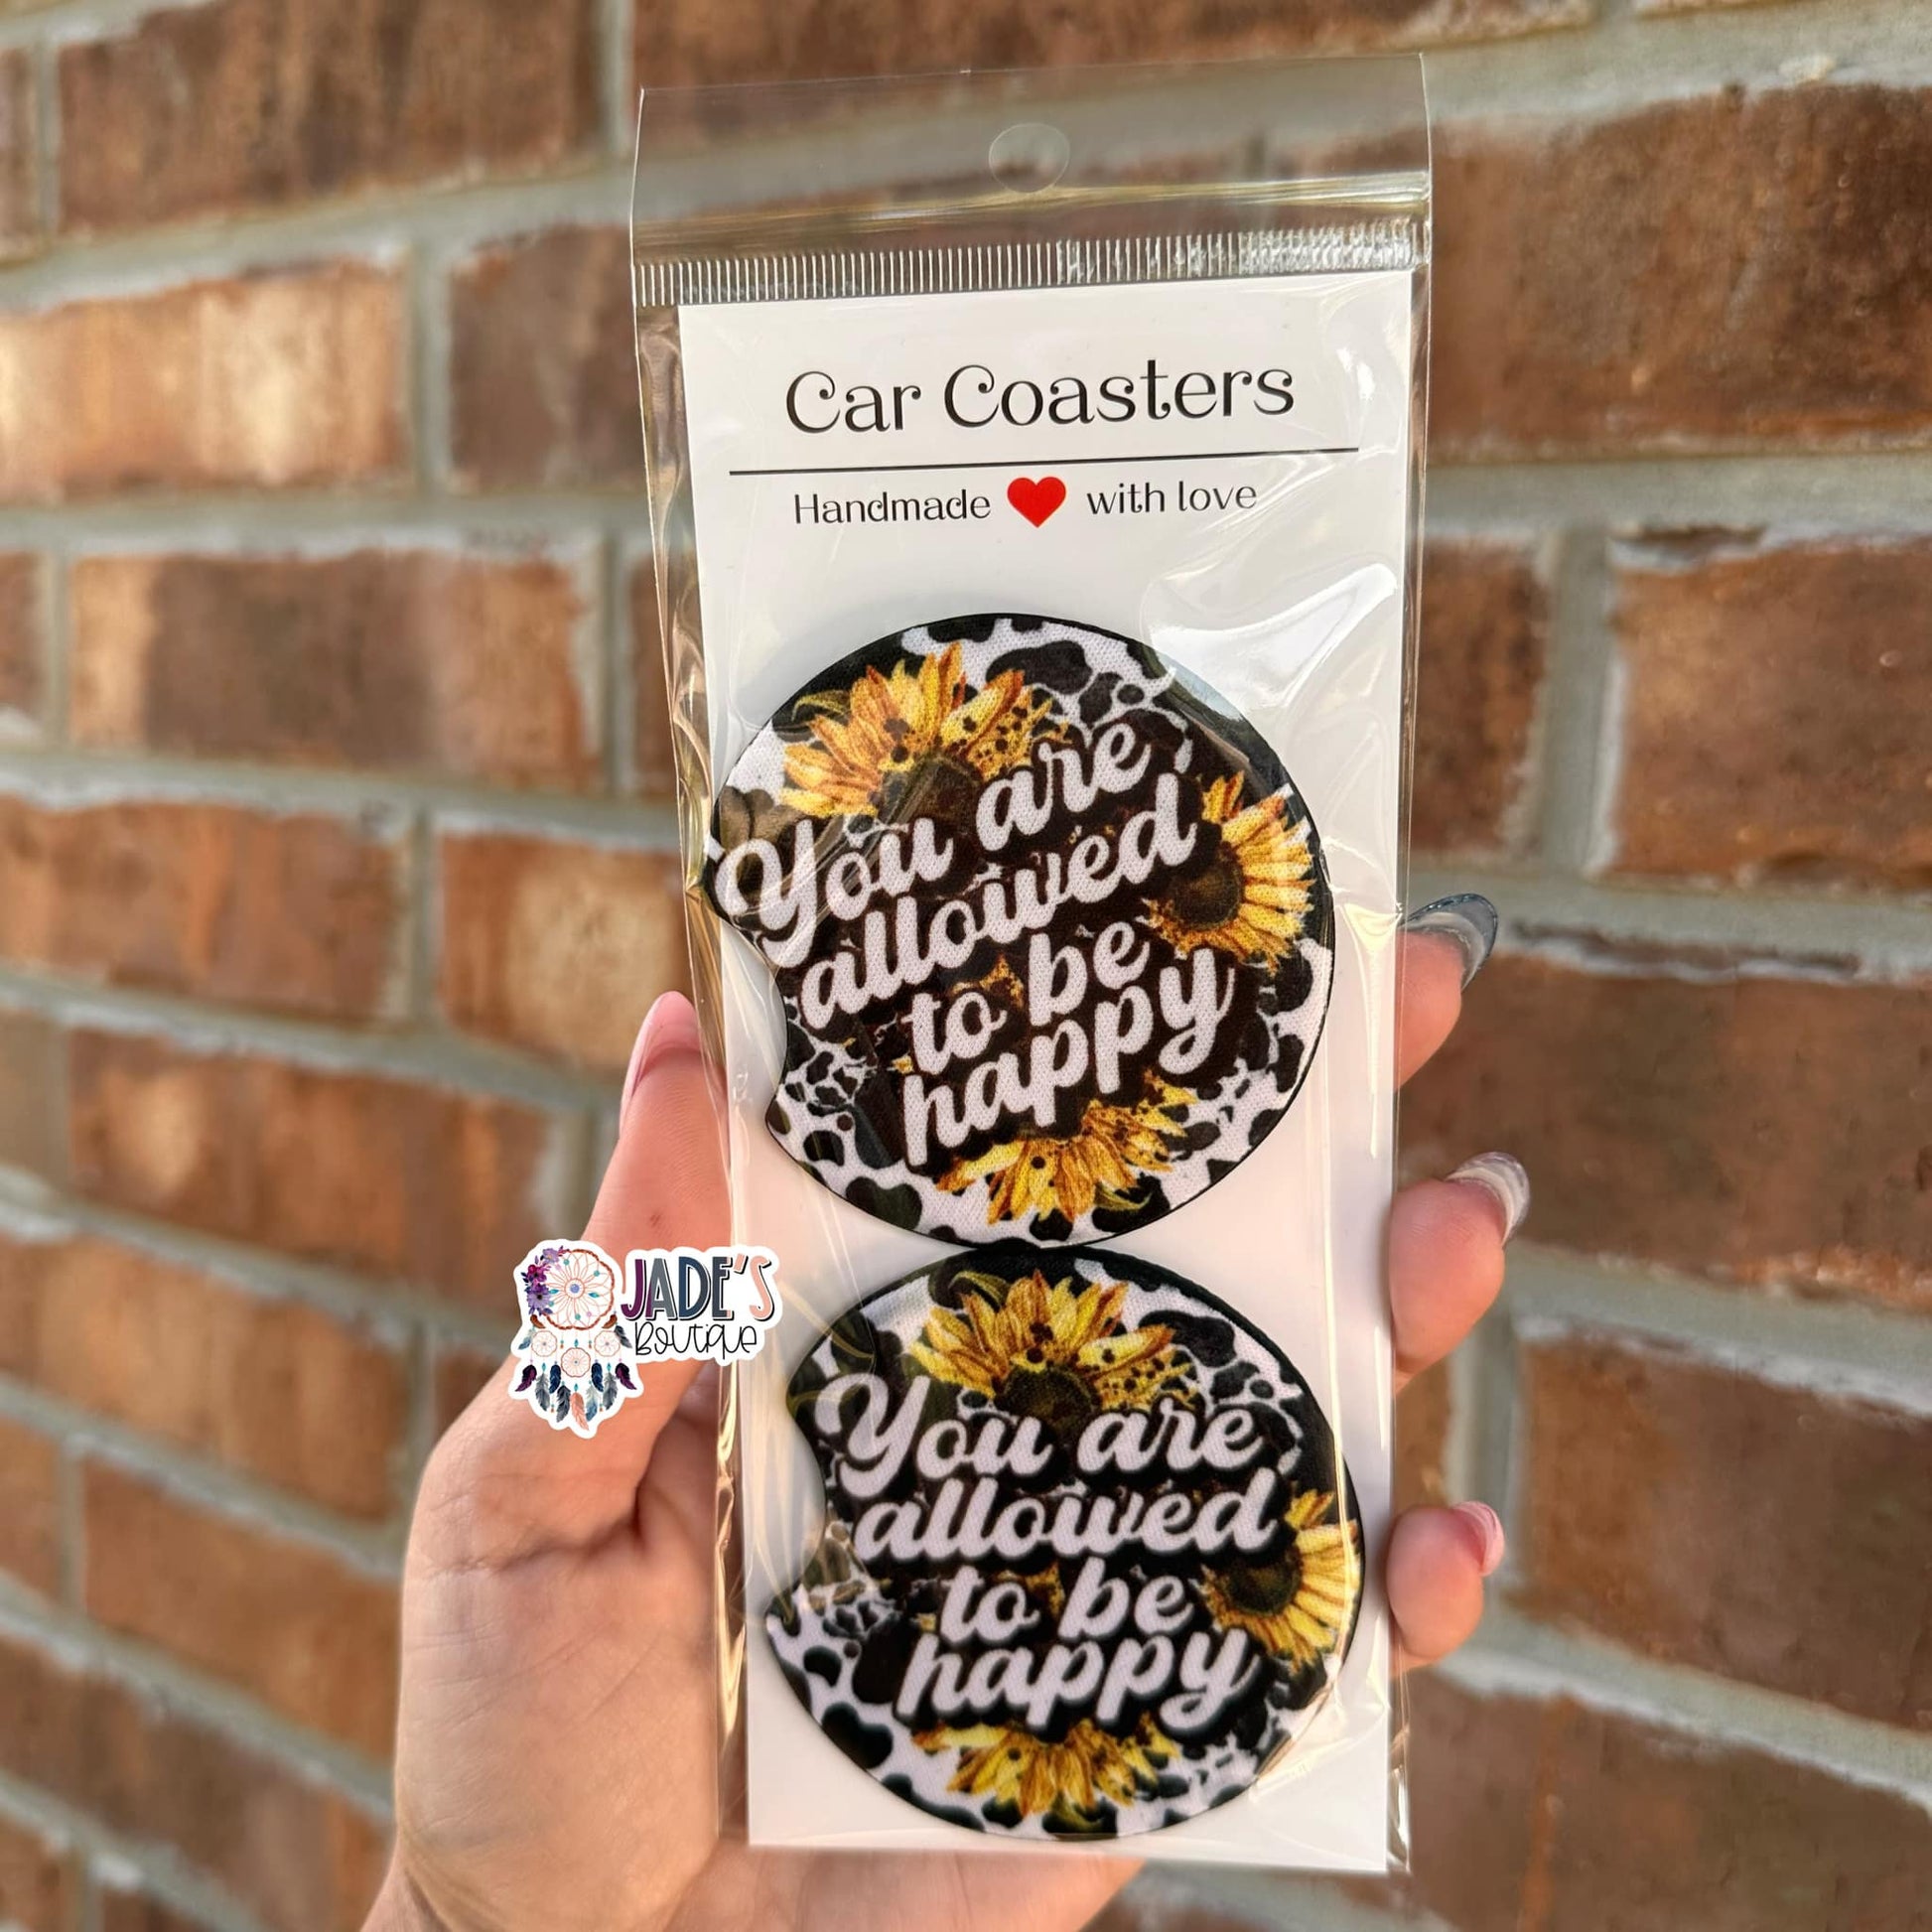 Car Coasters
Handmade ❤ with love
You are
allowed
to be
happy
JADE'S
Boutique
You are
allowed
to be
happy